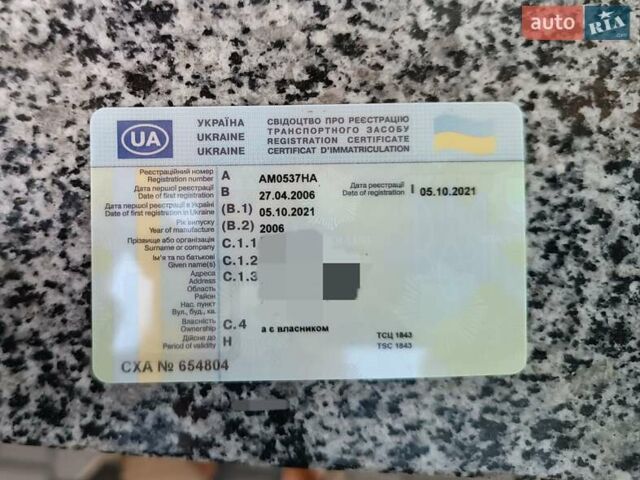 auto RIA.com
UA
УКРАЇНА
UKRAINE
UKRAINE
СВІДОЦТВО ПРО РЕЄСТРАЦІЮ
ТРАНСПОРТНОГО ЗАСОБУ
REGISTRATION CERTIFICATE
CERTIFICAT D'IMMATRICULATION
Реєстраційний номер
Registration number
A AM0537HA
Дата першої реєстрації
Date of first registration
B 27.04.2006
Дата реєстрації
Date of registration
I 05.10.2021
Дата першої реєстрації в Україні
Date of first registration in Ukraine
(B.1) 05.10.2021
Рік випуску
Year of manufacture
(B.2) 2006
Прізвище або організація
Surname or company
C.1.1
Ім'я та по батькові
Given name(s)
C.1.2
Адреса
Address
C.1.3
Область
Район
Нас. пункт
Вул., буд., кв.
Власність
Ownership
C.4 а є власником
Дійсне до
Period of validity
H
ТСЦ 1843
TSC 1843
СХА № 654804